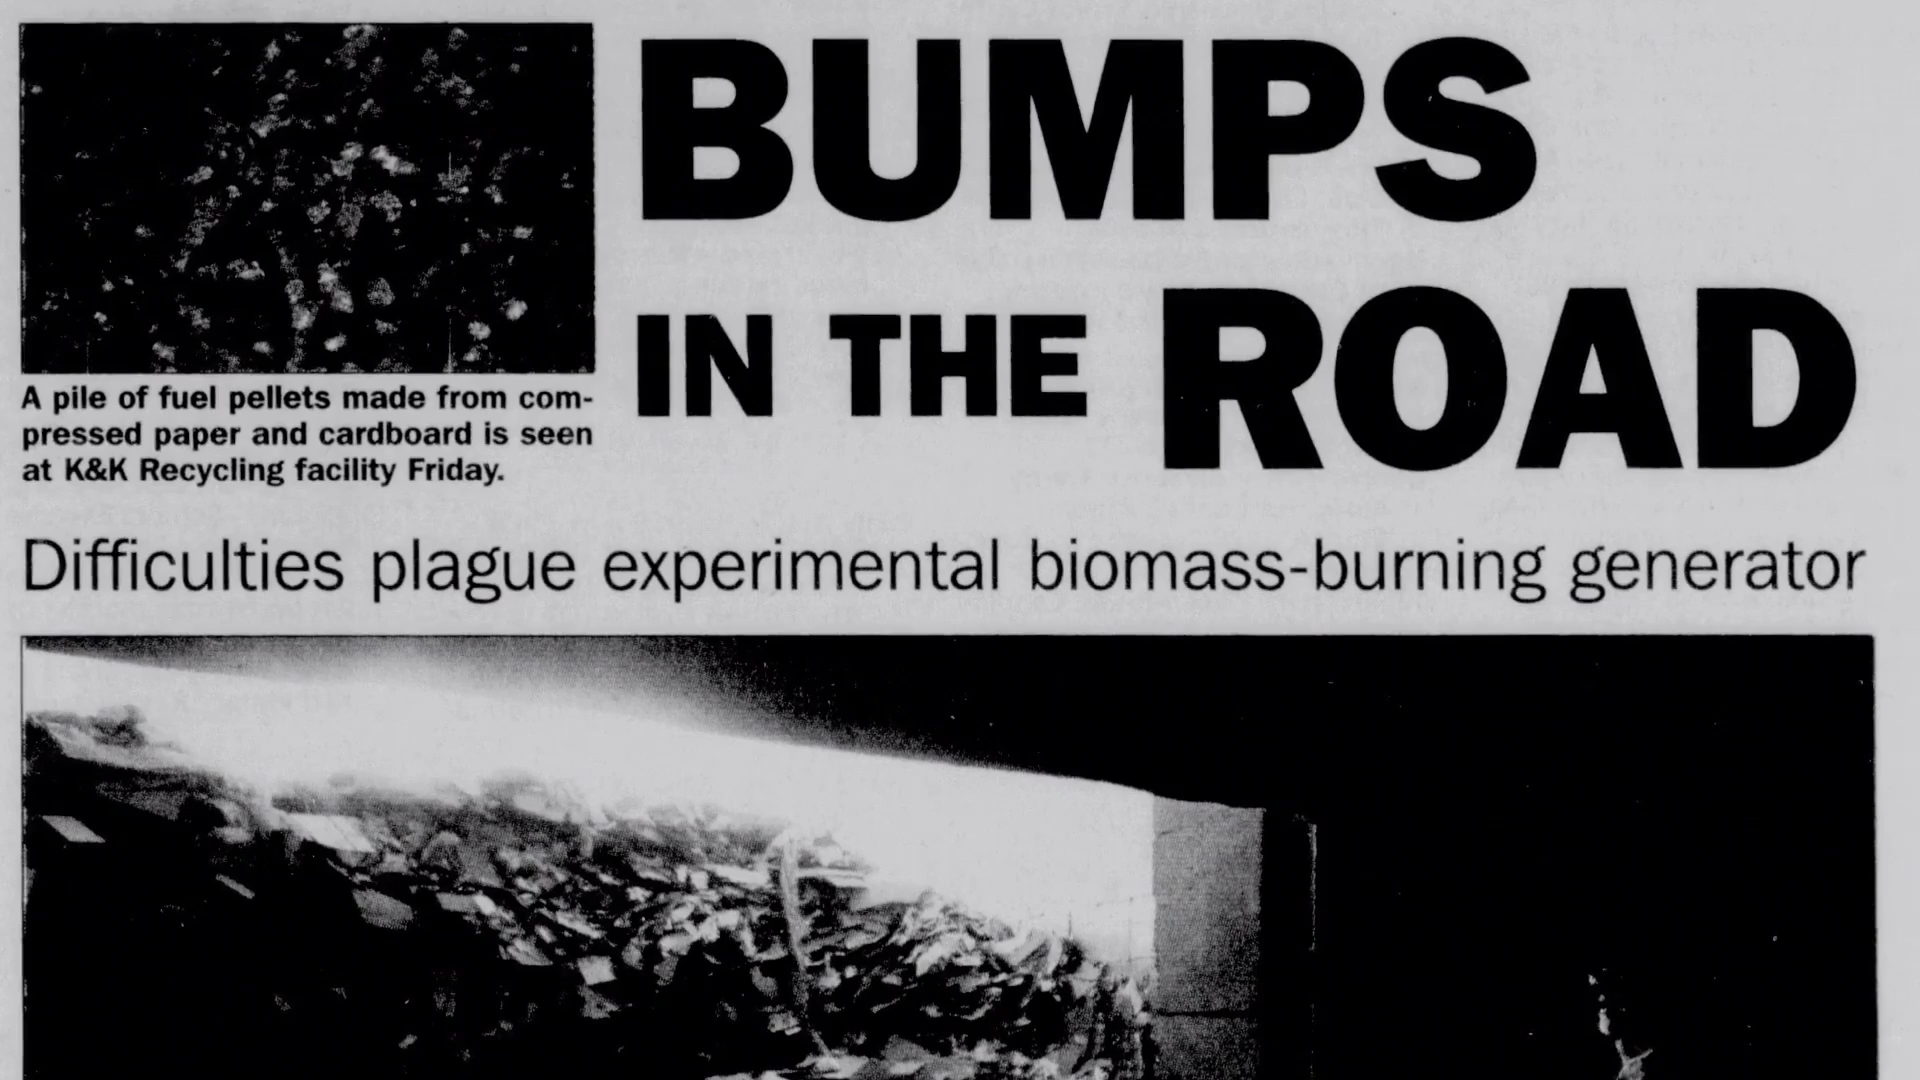 BUMPS
IN THE ROAD
A pile of fuel pellets made from com-
pressed paper and cardboard is seen
at K&K Recycling facility Friday.
Difficulties plague experimental biomass-burning generator